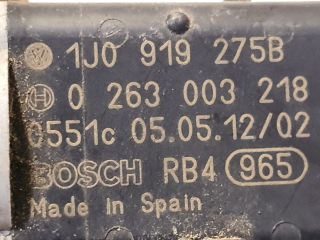 1J0 919 275B
0 263 003 218
0551c 05.05.12/02
BOSCH RB4 965
Made in Spain